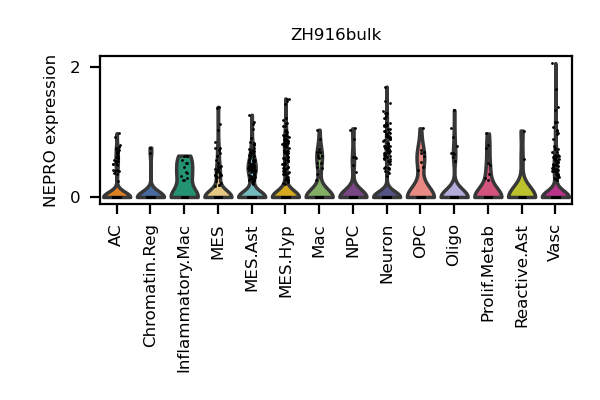 ZH916bulk
NEPRO expression
2
0
AC
Chromatin.Reg
Inflammatory.Mac
MES
MES.Ast
MES.Hyp
Mac
NPC
Neuron
OPC
Oligo
Prolif.Metab
Reactive.Ast
Vasc